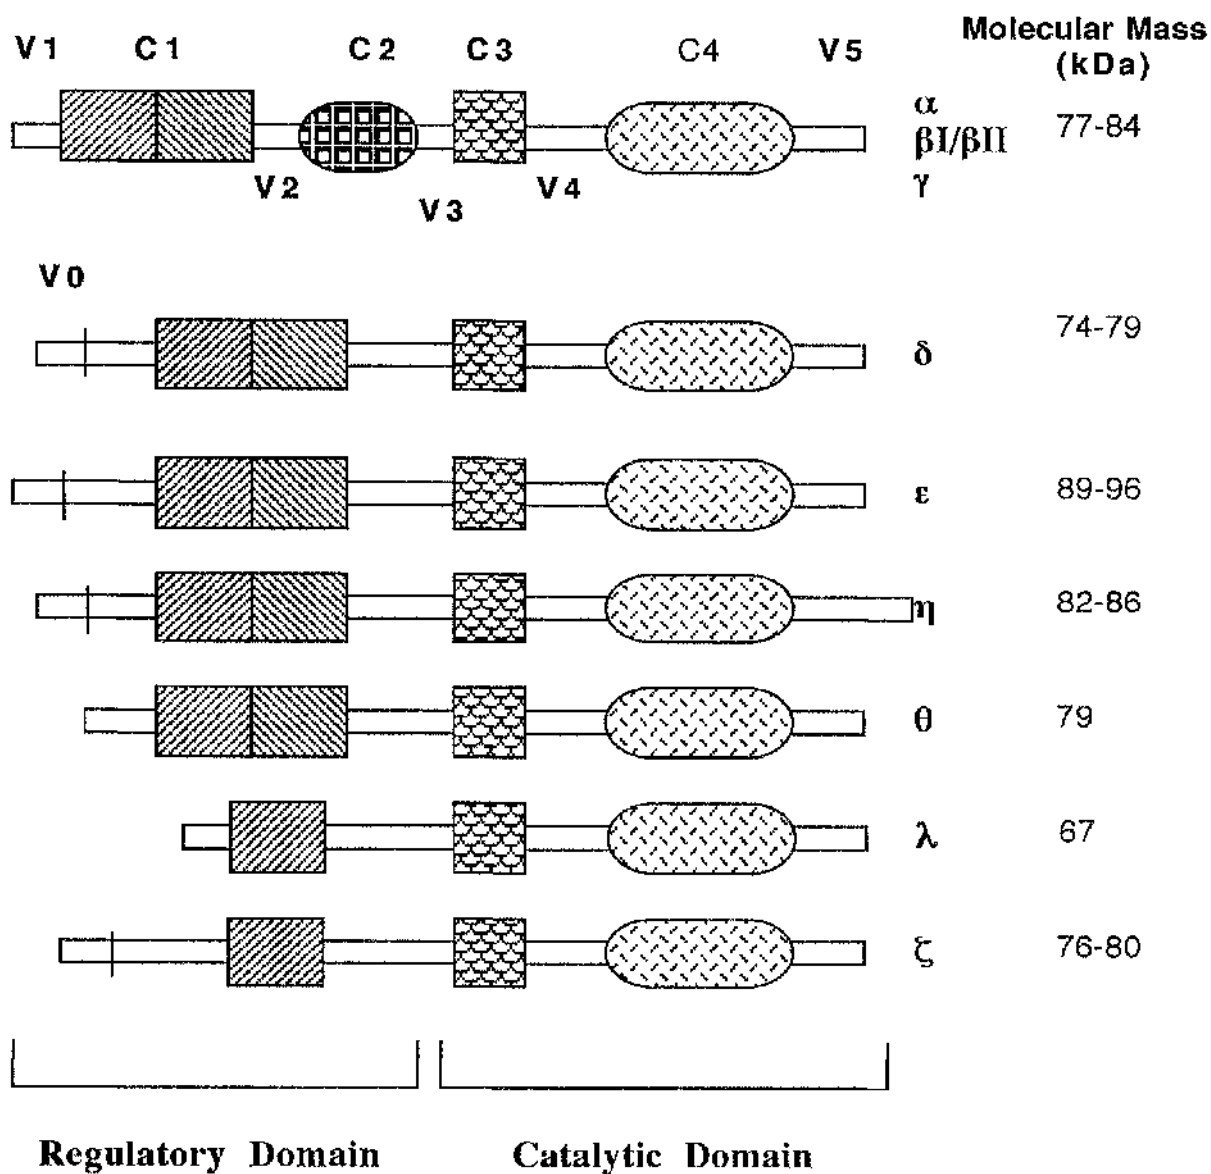 Molecular Mass
(kDa)
V1 C1 C2 C3 C4 V5
α
βI/βII 77-84
γ
V2 V3 V4
V0
δ 74-79
ε 89-96
η 82-86
θ 79
λ 67
ζ 76-80
Regulatory Domain Catalytic Domain